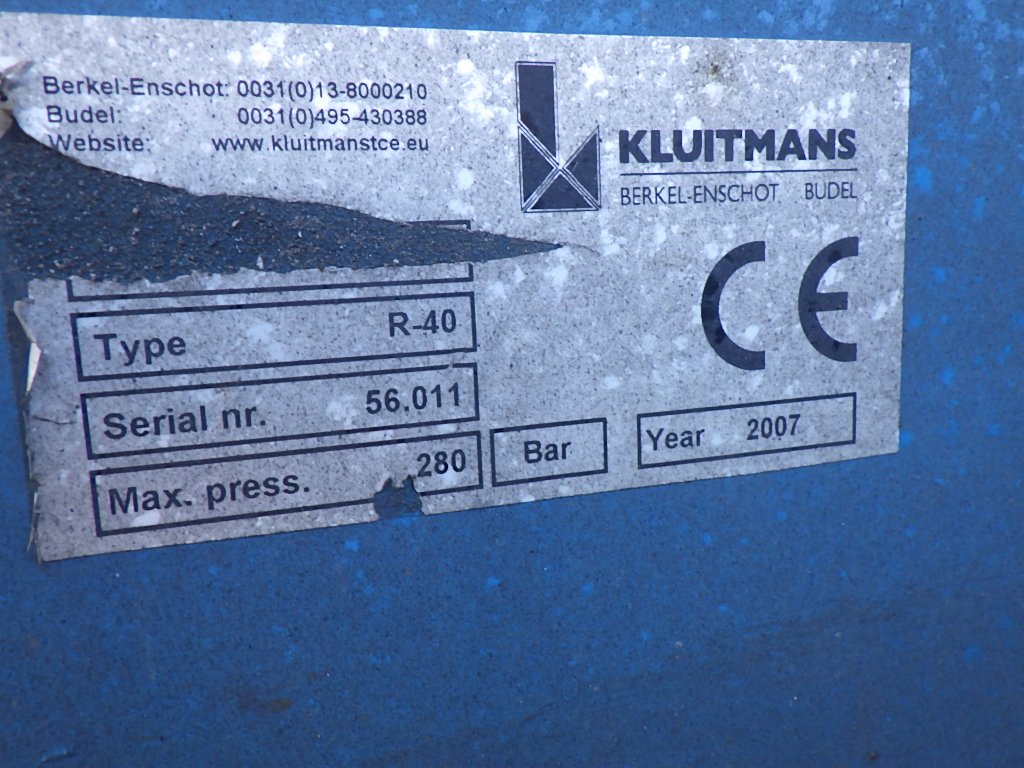 Berkel-Enschot: 0031(0)13-8000210
Budel: 0031(0)495-430388
Website: www.kluitmanstce.eu
KLUITMANS
BERKEL-ENSCHOT BUDEL
CE
Type R-40
Serial nr. 56.011
Max. press. 280 Bar
Year 2007